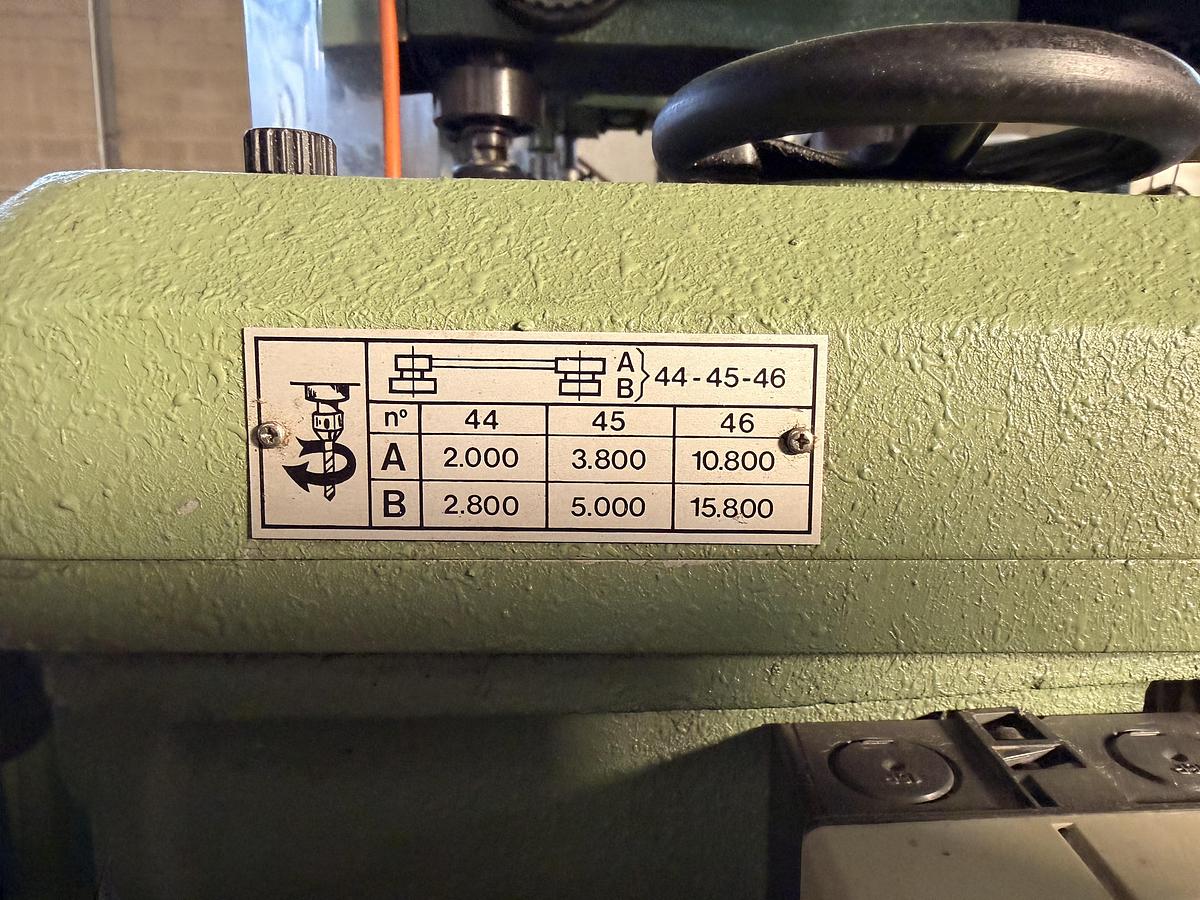 A
B } 44-45-46
nº 44 45 46
A 2.000 3.800 10.800
B 2.800 5.000 15.800